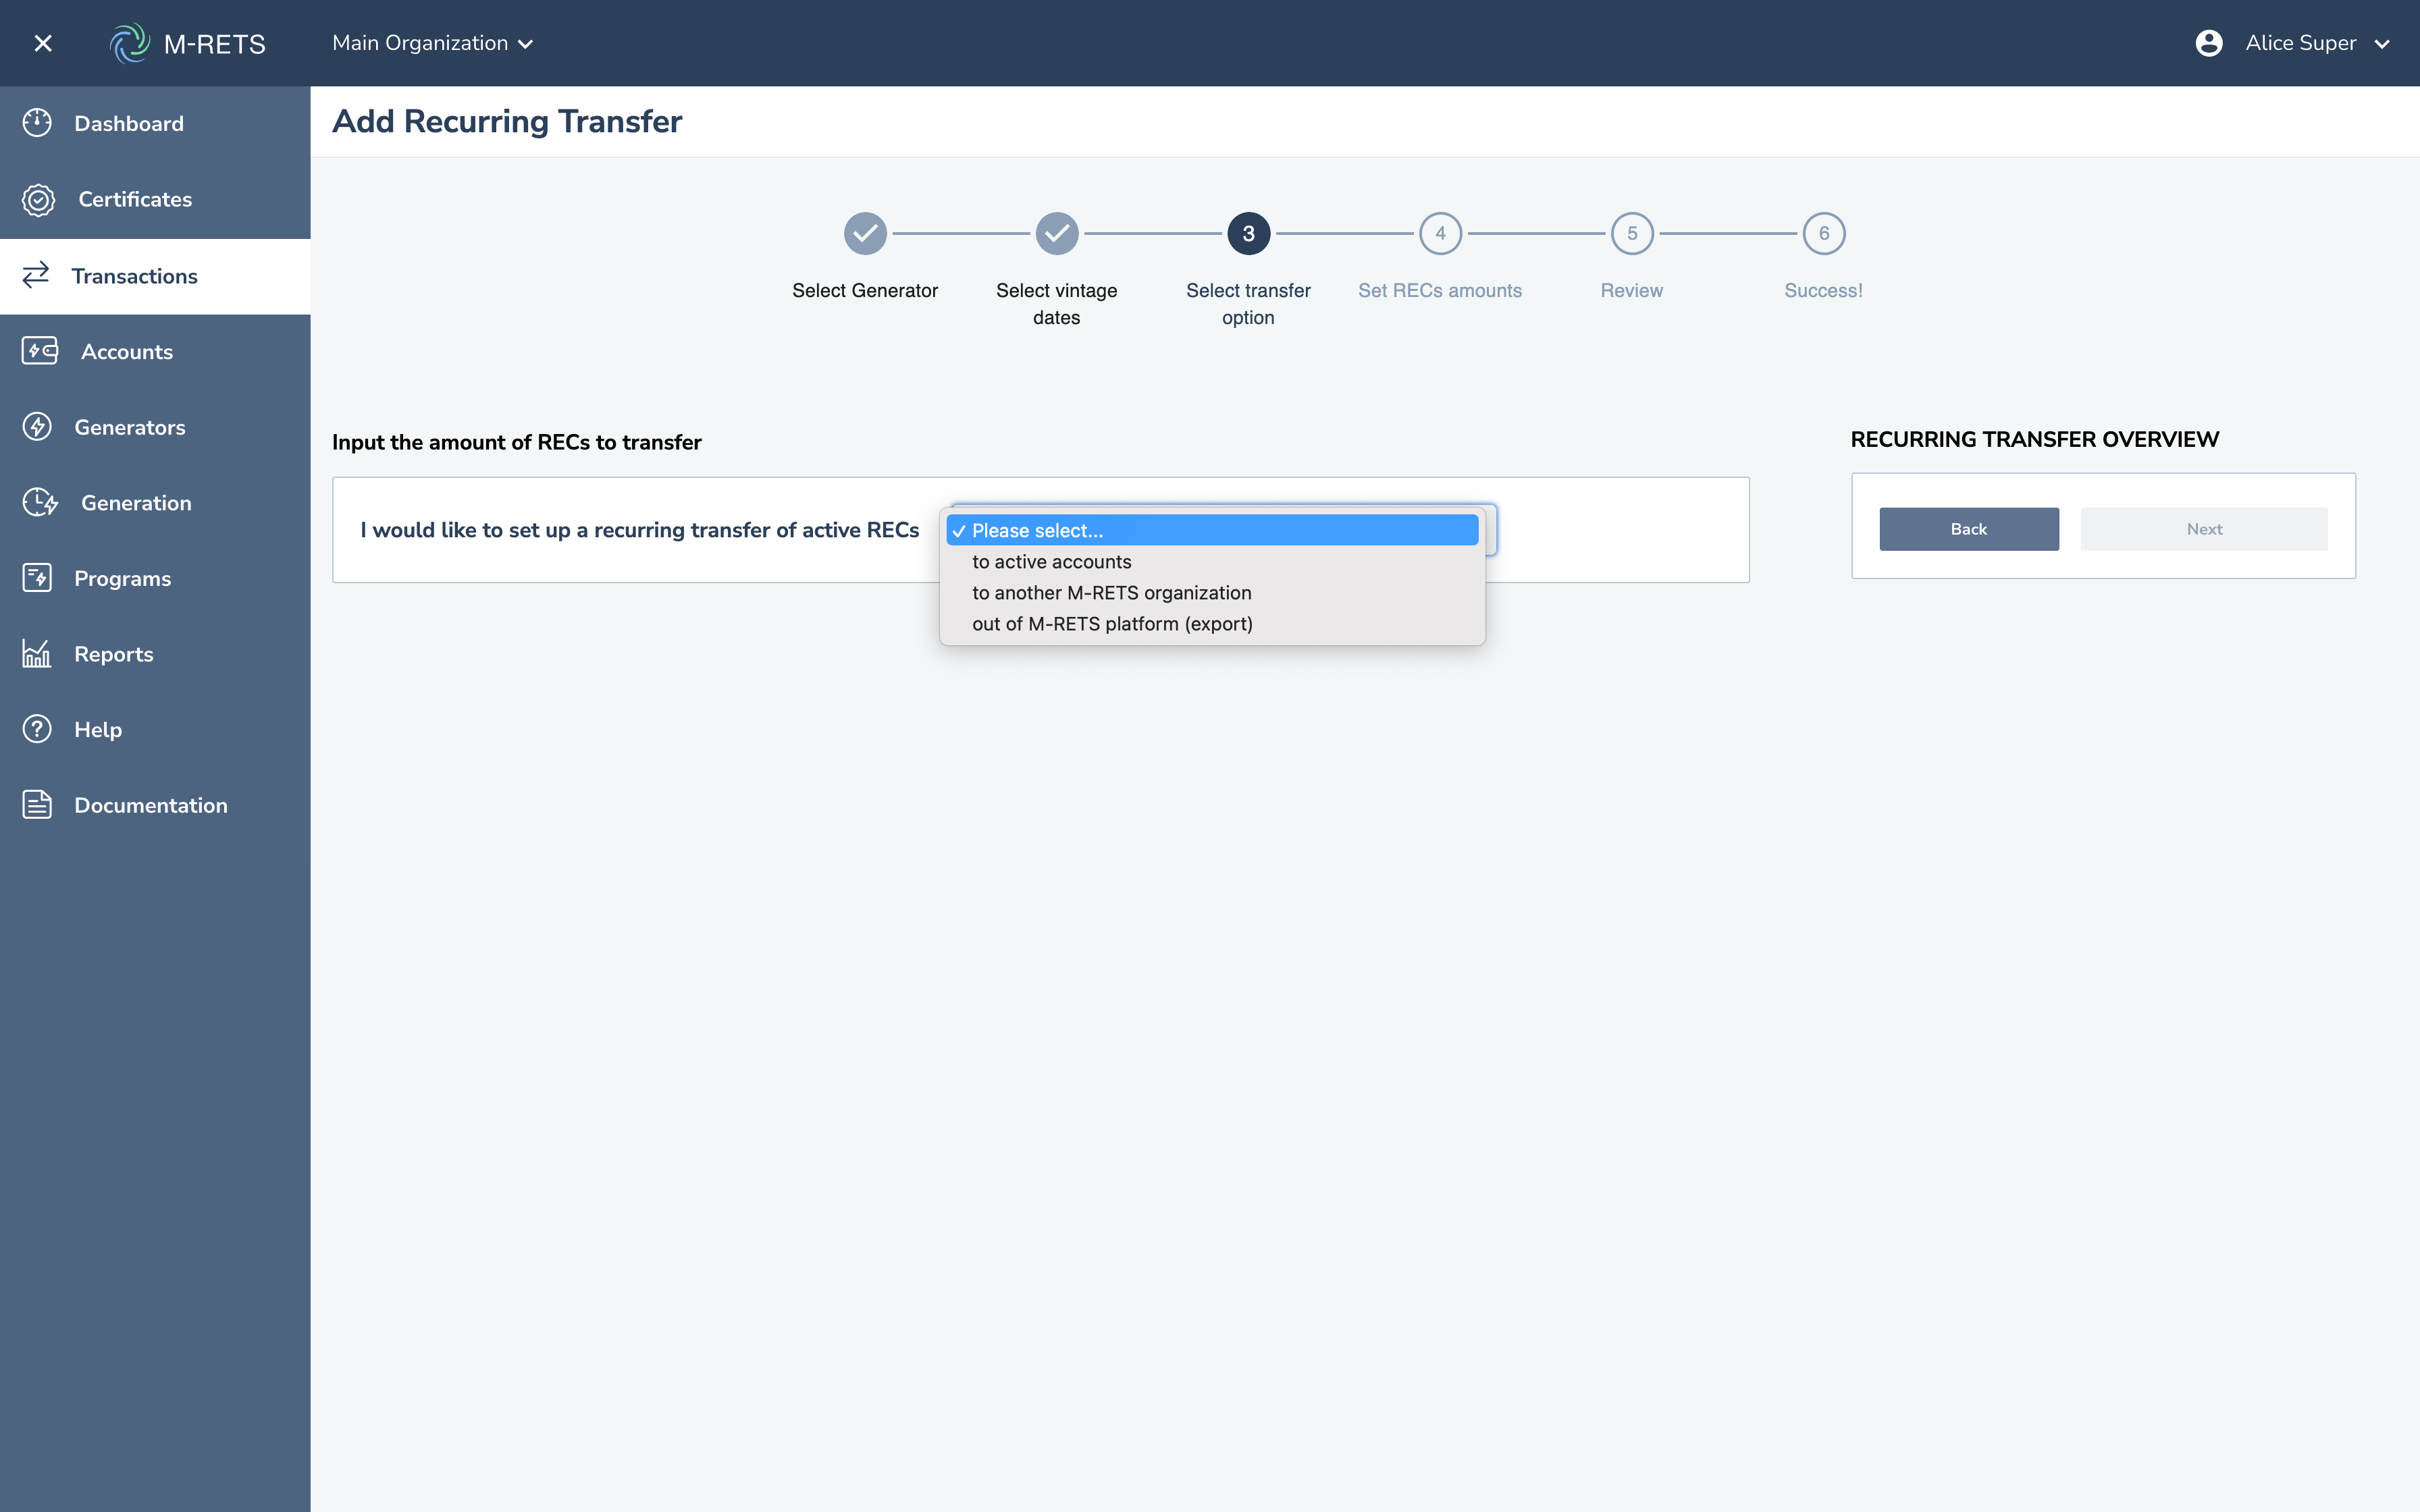 M-RETS
Main Organization
Alice Super
Dashboard
Certificates
Transactions
Accounts
Generators
Generation
Programs
Reports
Help
Documentation
Add Recurring Transfer
Select Generator
Select vintage
dates
3
Select transfer
option
4
Set RECs amounts
5
Review
6
Success!
Input the amount of RECs to transfer
I would like to set up a recurring transfer of active RECs
Please select...
to active accounts
to another M-RETS organization
out of M-RETS platform (export)
RECURRING TRANSFER OVERVIEW
Back
Next